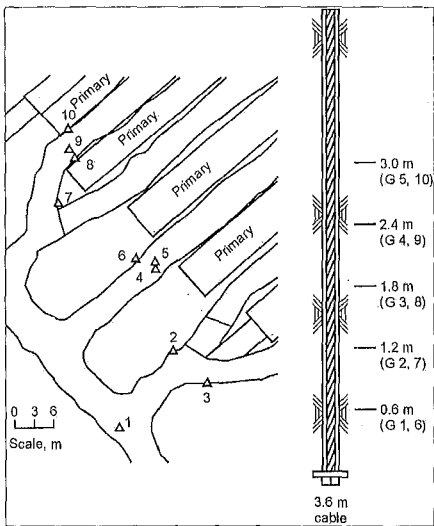 Primary
10
9
Primary
8
7
Primary
6
5
4
Primary
2
3
1
0 3 6
Scale, m
3.0 m
(G 5, 10)
2.4 m
(G 4, 9)
1.8 m
(G 3, 8)
1.2 m
(G 2, 7)
0.6 m
(G 1, 6)
3.6 m
cable